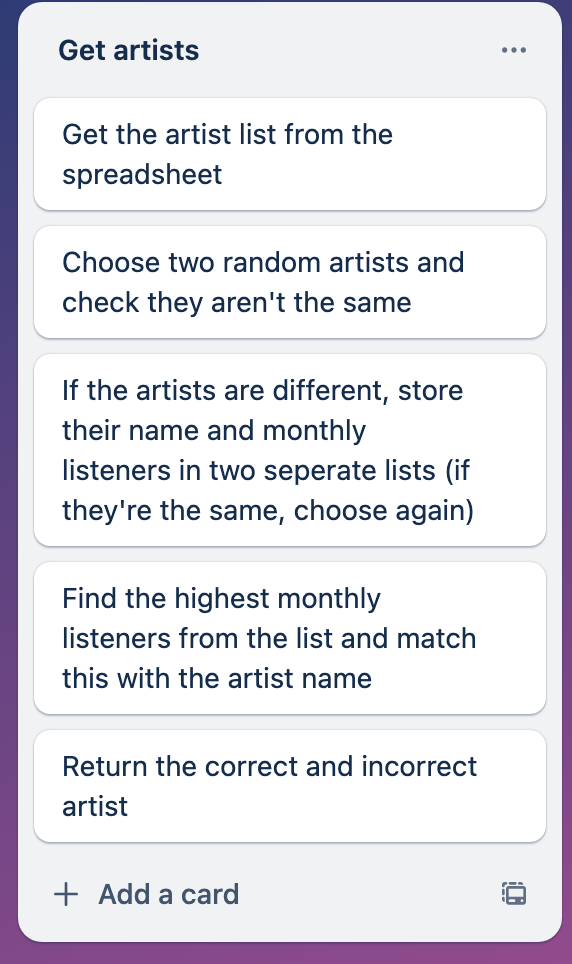 Get artists
Get the artist list from the
spreadsheet
Choose two random artists and
check they aren't the same
If the artists are different, store
their name and monthly
listeners in two seperate lists (if
they're the same, choose again)
Find the highest monthly
listeners from the list and match
this with the artist name
Return the correct and incorrect
artist
Add a card